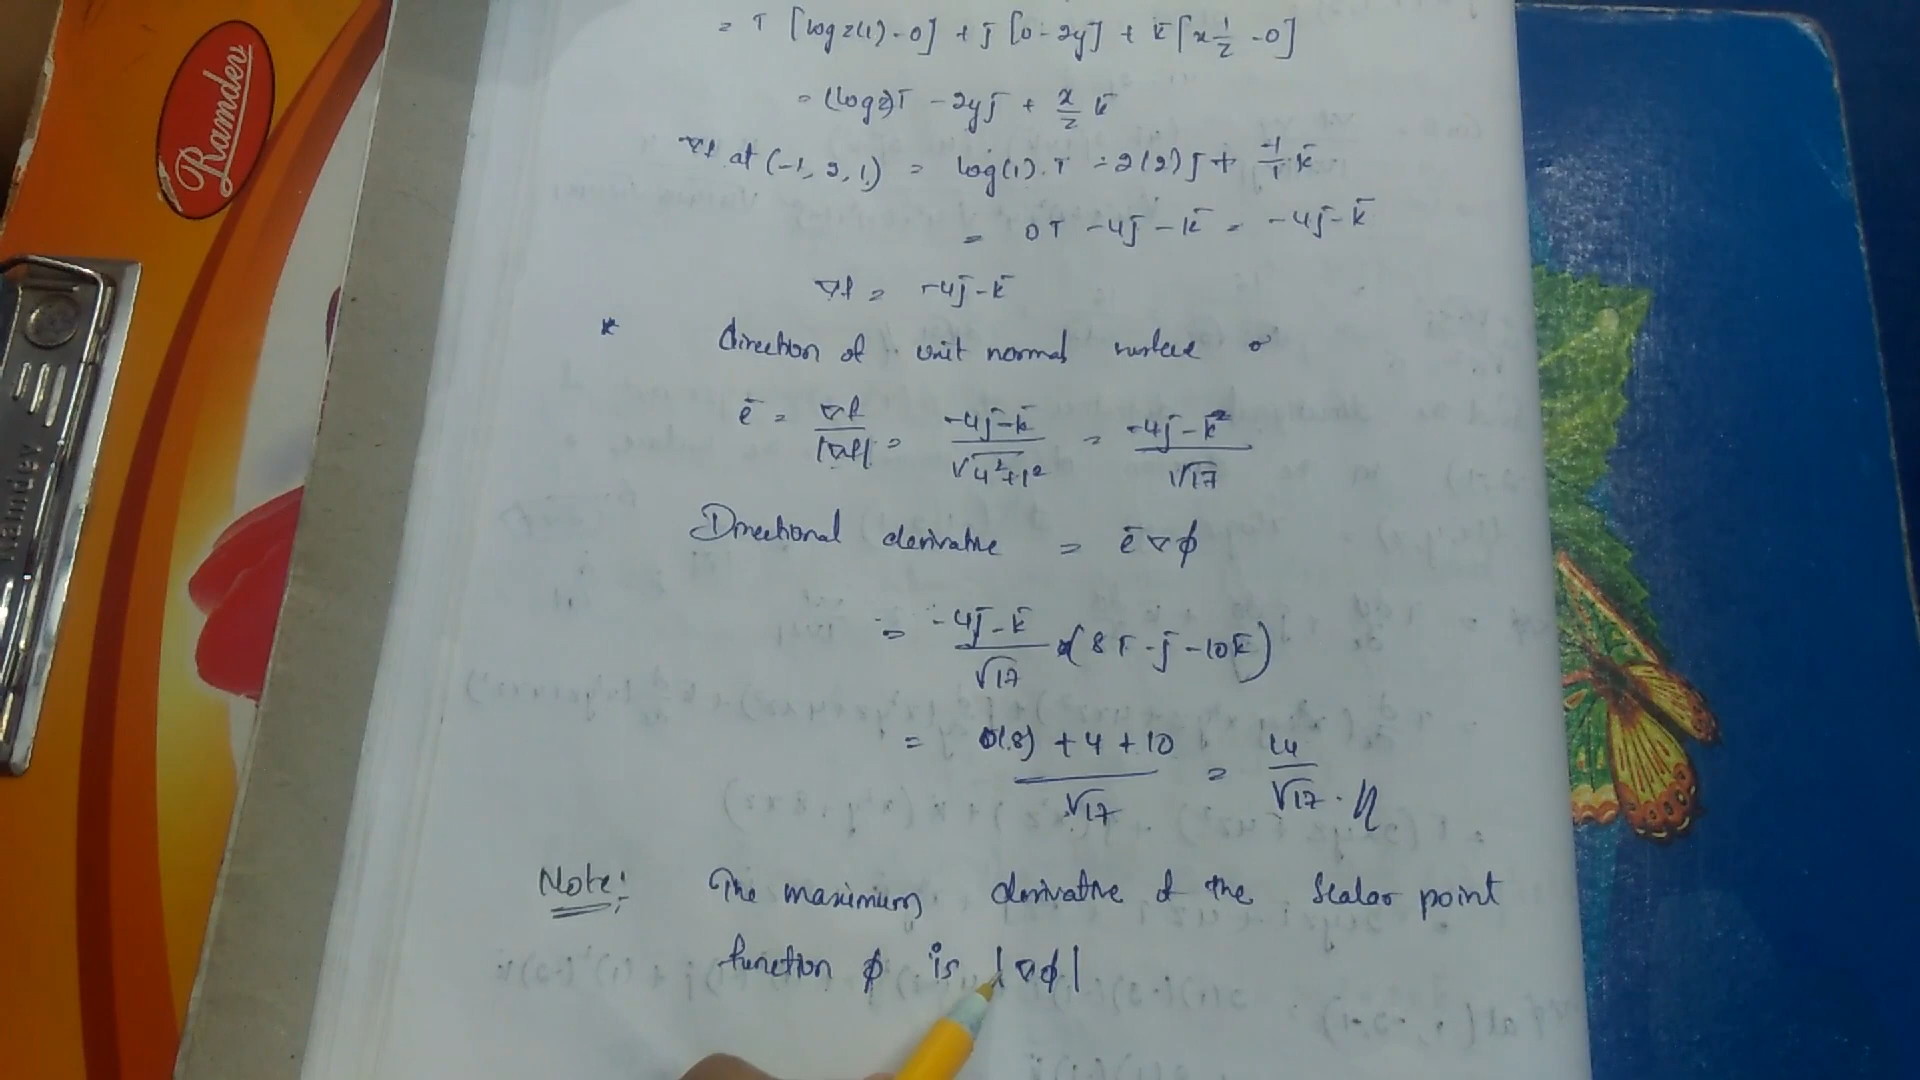 = ī [log z(1) - 0] + j̄ [0 - 2y] + k̄ [x 1/z - 0]
= (log z) ī - 2y j̄ + x/z k̄
∇f at (-1, 2, 1) = log(1). ī - 2(2) j̄ + -1/1 k̄
= 0 ī - 4j̄ - k̄ = -4j̄ - k̄
∇f = -4j̄ - k̄
* direction of unit normal surface
ē = ∇f/|∇f| = -4j̄ - k̄/√4²+1² = -4j̄ - k̄/√17
Directional derivative = ē ∇φ
= -4j̄ - k̄/√17 (8ī - j̄ - 10k̄)
= 0(8) + 4 + 10/√17 = 14/√17.
Note: The maximum derivative of the scalar point
function φ is |∇φ|
Ramdev
Ramdev